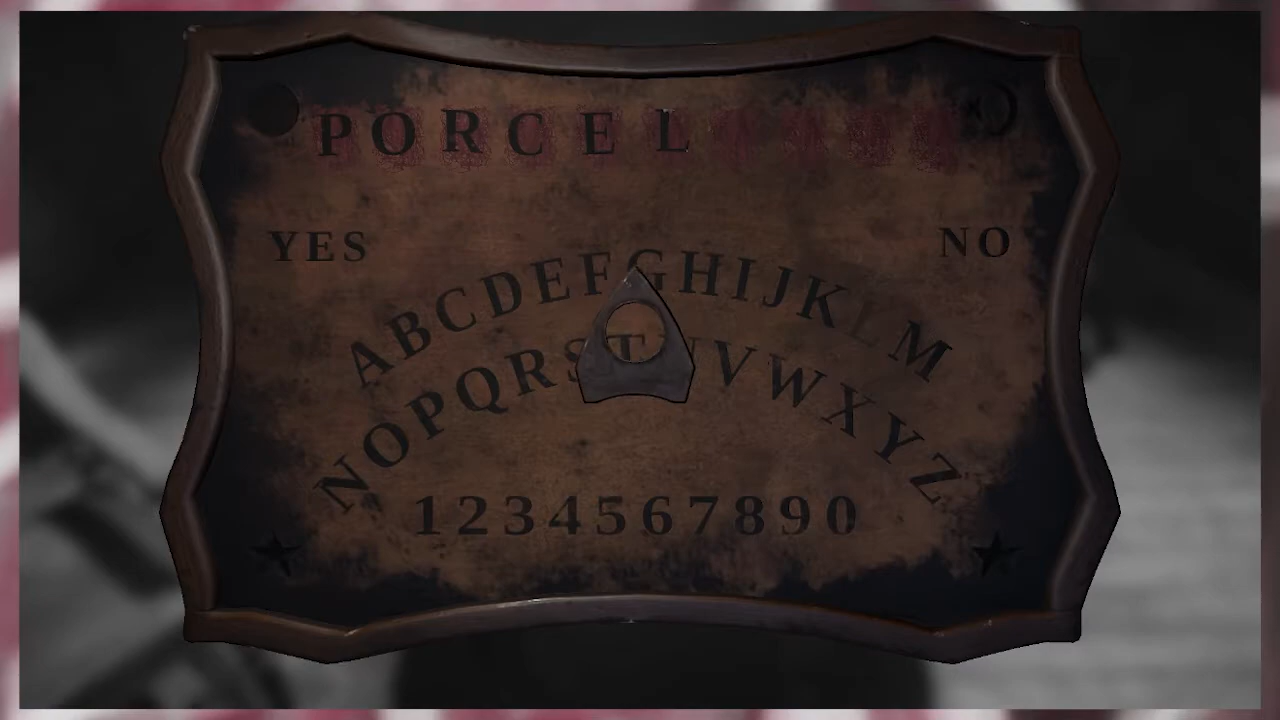 PORCEL
YES NO
ABCDEFGHIJKLM
NOPQRSTUVWXYZ
1234567890